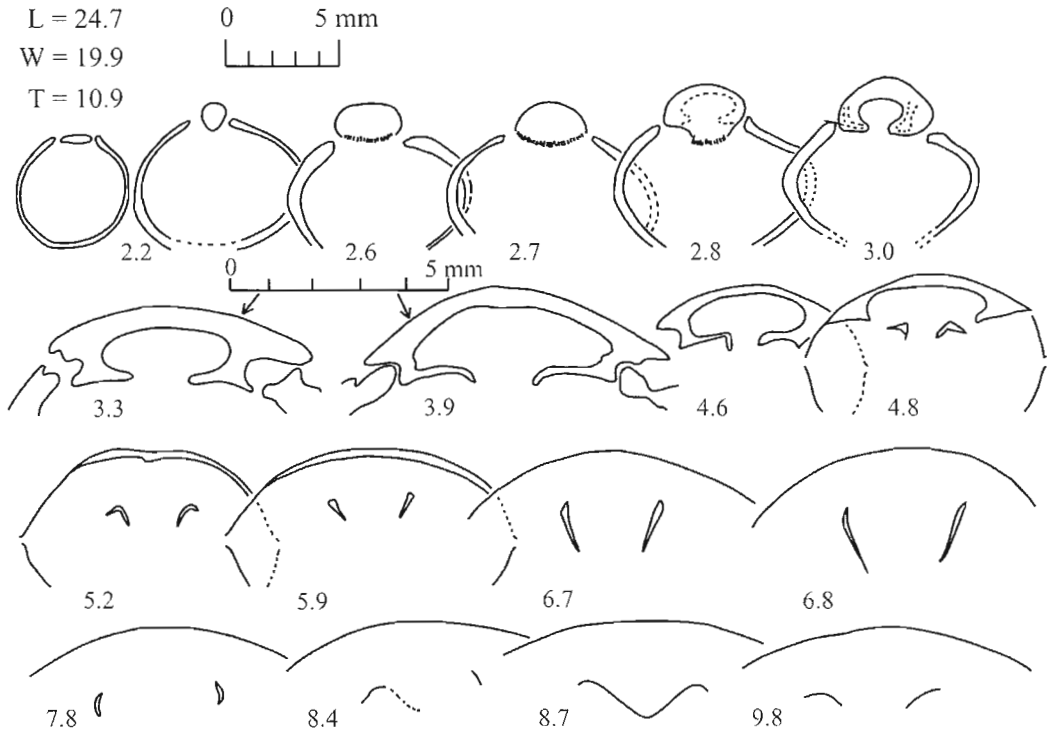 L = 24.7
W = 19.9
T = 10.9
0 5 mm
2.2 2.6 2.7 2.8 3.0
0 5 mm
3.3 3.9 4.6 4.8
5.2 5.9 6.7 6.8
7.8 8.4 8.7 9.8